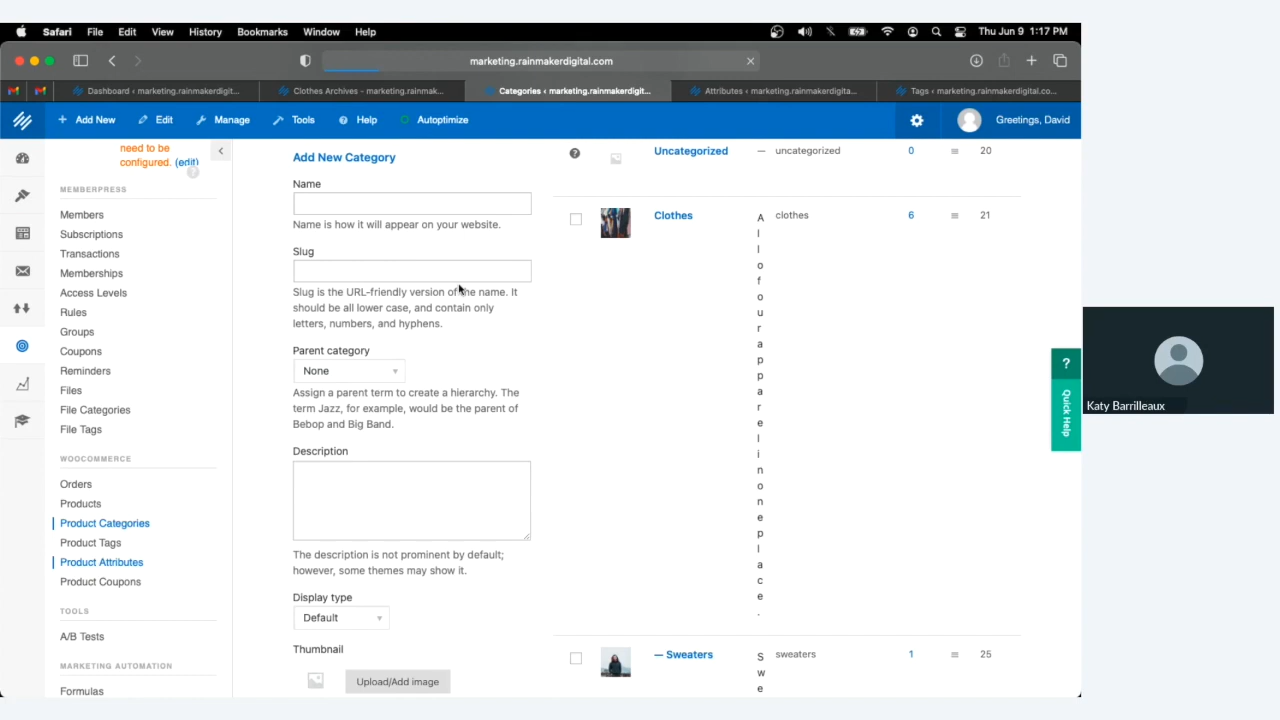 Safari File Edit View History Bookmarks Window Help Thu Jun 9 1:17 PM
marketing.rainmakerdigital.com
Dashboard ‹ marketing.rainmakerdigit... Clothes Archives - marketing.rainmak... Categories ‹ marketing.rainmakerdigit... Attributes ‹ marketing.rainmakerdigita... Tags ‹ marketing.rainmakerdigital.co...
Add New Edit Manage Tools Help Autoptimize Greetings, David
need to be
configured. (edit)
MEMBERPRESS
Members
Subscriptions
Transactions
Memberships
Access Levels
Rules
Groups
Coupons
Reminders
Files
File Categories
File Tags
WOOCOMMERCE
Orders
Products
Product Categories
Product Tags
Product Attributes
Product Coupons
TOOLS
A/B Tests
MARKETING AUTOMATION
Formulas
Add New Category
Name
Name is how it will appear on your website.
Slug
Slug is the URL-friendly version of the name. It
should be all lower case, and contain only
letters, numbers, and hyphens.
Parent category
None
Assign a parent term to create a hierarchy. The
term Jazz, for example, would be the parent of
Bebop and Big Band.
Description
The description is not prominent by default;
however, some themes may show it.
Display type
Default
Thumbnail
Upload/Add image
Uncategorized — uncategorized 0 20
Clothes clothes 6 21
A
l
l
o
f
o
u
r
a
p
p
a
r
e
l
i
n
o
n
e
p
l
a
c
e
.
— Sweaters sweaters 1 25
S
w
e
?
Quick Help
Katy Barrilleaux